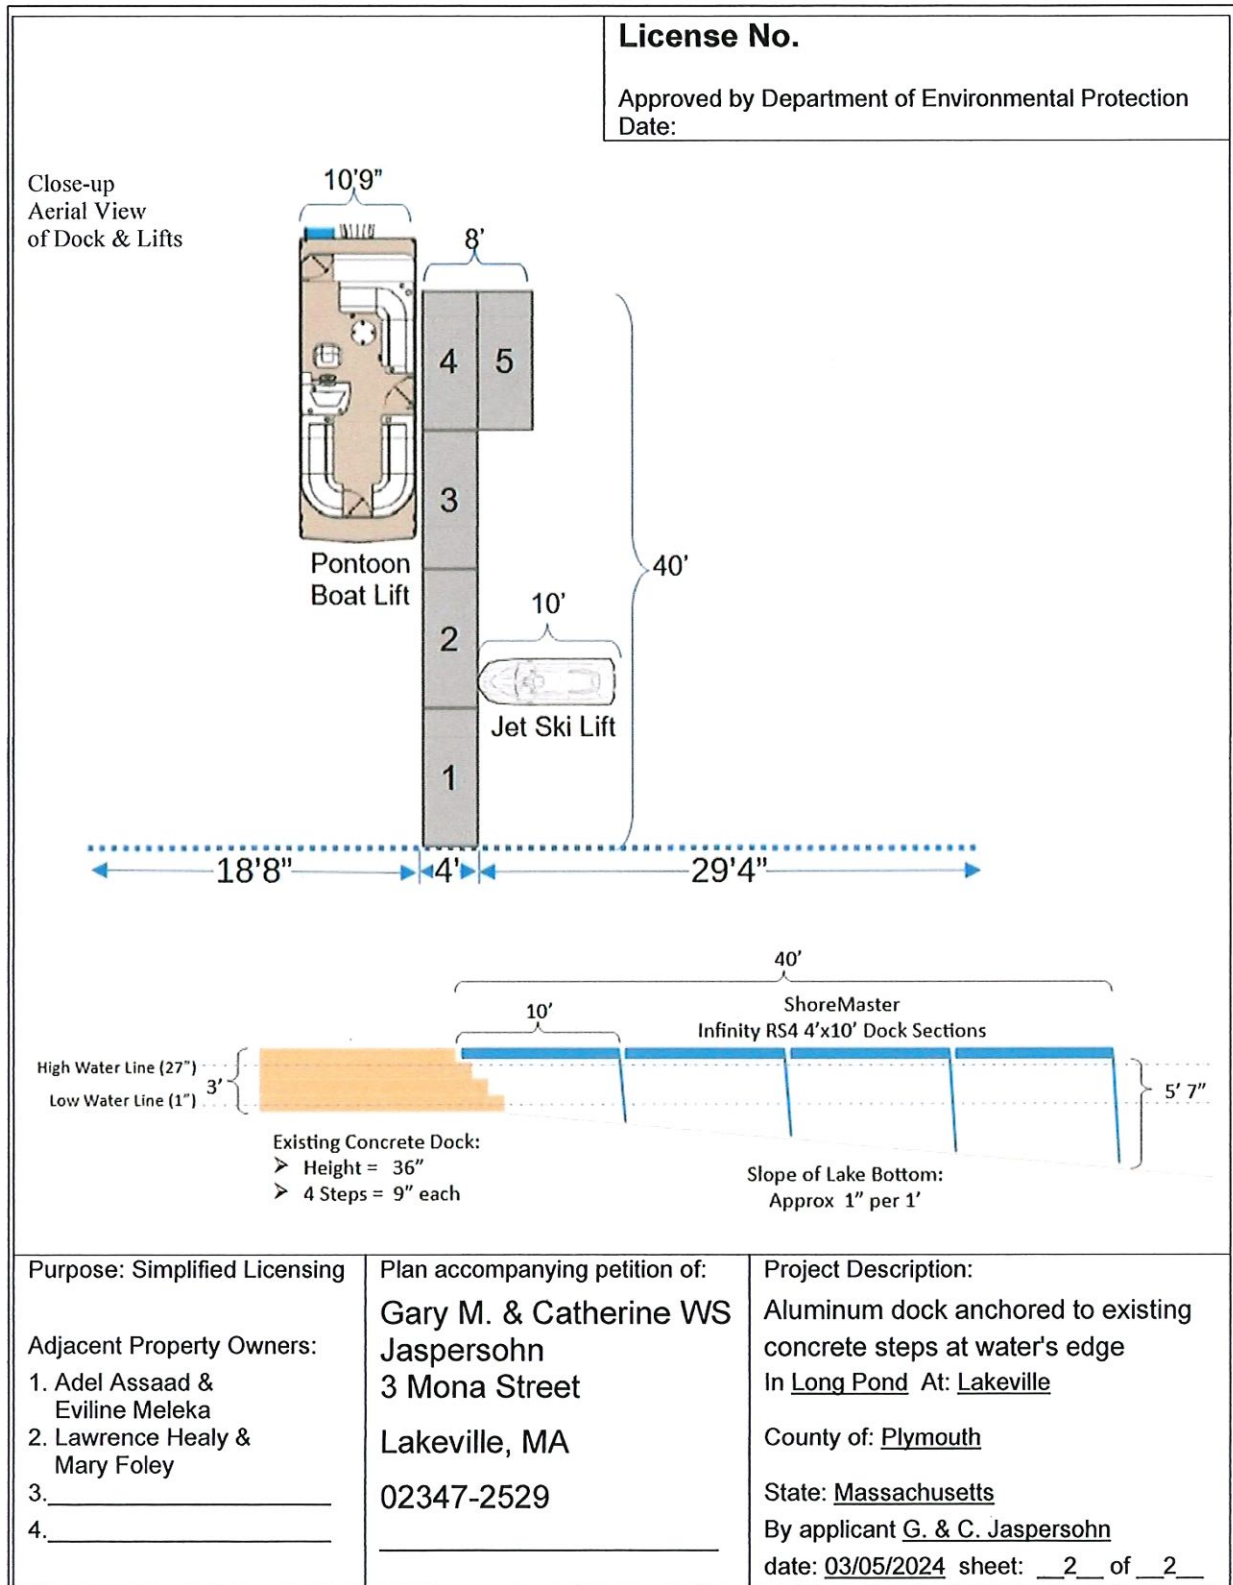 License No.
Approved by Department of Environmental Protection
Date:
Close-up
Aerial View
of Dock & Lifts
10'9"
8'
4
5
3
Pontoon
Boat Lift
40'
2
10'
Jet Ski Lift
1
18'8"
4'
29'4"
40'
10'
ShoreMaster
Infinity RS4 4'x10' Dock Sections
High Water Line (27")
3'
Low Water Line (1")
5' 7"
Existing Concrete Dock:
➢ Height = 36"
➢ 4 Steps = 9" each
Slope of Lake Bottom:
Approx 1" per 1'
Purpose: Simplified Licensing
Adjacent Property Owners:
1. Adel Assaad &
Eviline Meleka
2. Lawrence Healy &
Mary Foley
3.
4.
Plan accompanying petition of:
Gary M. & Catherine WS
Jaspersohn
3 Mona Street
Lakeville, MA
02347-2529
Project Description:
Aluminum dock anchored to existing
concrete steps at water's edge
In Long Pond At: Lakeville
County of: Plymouth
State: Massachusetts
By applicant G. & C. Jaspersohn
date: 03/05/2024 sheet: 2 of 2